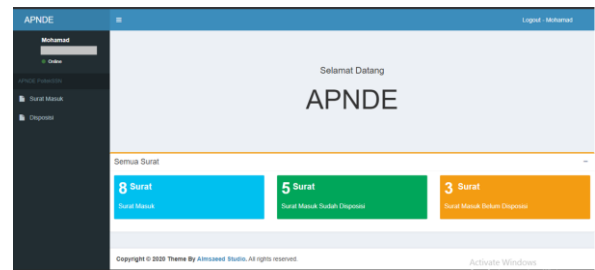 APNDE
Logout - Mohamad
Mohamad
Online
Surat Masuk
Disposisi
Selamat Datang
APNDE
Semua Surat
8 Surat
Surat Masuk
5 Surat
Surat Masuk Sudah Disposisi
3 Surat
Surat Masuk Belum Disposisi
Copyright © 2020 Theme By Almsaeed Studio. All rights reserved.
Activate Windows